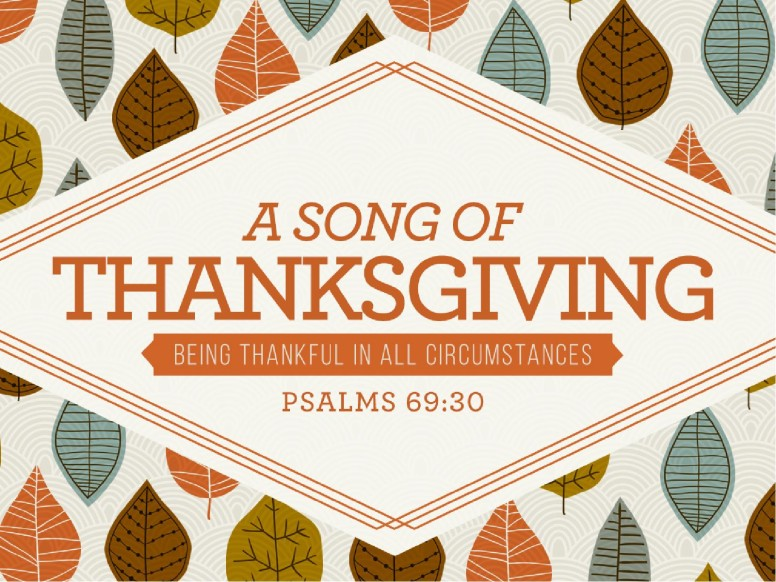 A SONG OF
THANKSGIVING
BEING THANKFUL IN ALL CIRCUMSTANCES
PSALMS 69:30